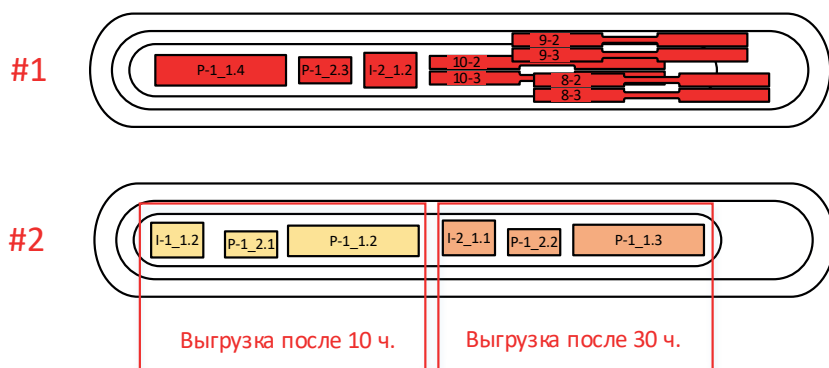 #1
P-1_1.4
P-1_2.3
I-2_1.2
10-2
10-3
9-2
9-3
8-2
8-3
#2
I-1_1.2
P-1_2.1
P-1_1.2
I-2_1.1
P-1_2.2
P-1_1.3
Выгрузка после 10 ч.
Выгрузка после 30 ч.